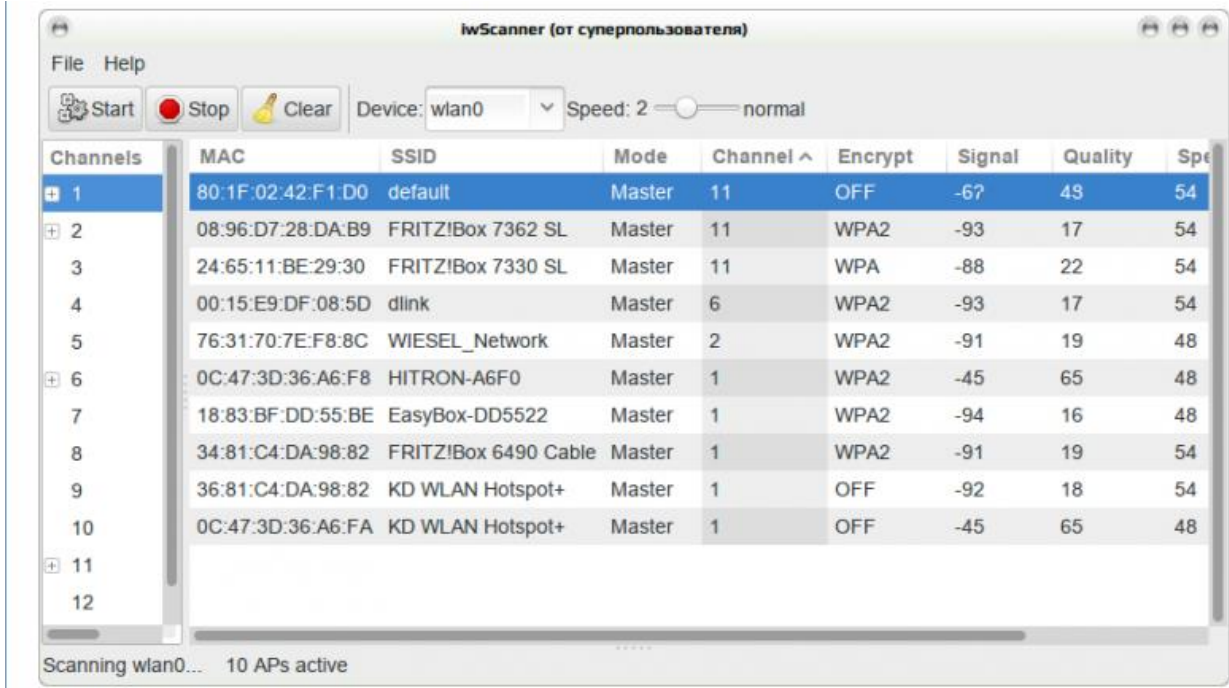 iwScanner (от суперпользователя)
File Help
Start Stop Clear Device: wlan0 Speed: 2 normal
Channels MAC SSID Mode Channel Encrypt Signal Quality Spe
1 80:1F:02:42:F1:D0 default Master 11 OFF 54
2 08:96:D7:28:DA:B9 FRITZ!Box 7362 SL Master 11 WPA2 -93 17 54
3 24:65:11:BE:29:30 FRITZ!Box 7330 SL Master 11 WPA -88 22 54
4 00:15:E9:DF:08:5D dlink Master 6 WPA2 -93 17 54
5 76:31:70:7E:F8:8C WIESEL_Network Master 2 WPA2 -91 19 48
6 0C:47:3D:36:A6:F8 HITRON-A6F0 Master 1 WPA2 -45 65 48
7 18:83:BF:DD:55:BE EasyBox-DD5522 Master 1 WPA2 -94 16 48
8 34:81:C4:DA:98:82 FRITZ!Box 6490 Cable Master 1 WPA2 -91 19 54
9 36:81:C4:DA:98:82 KD WLAN Hotspot+ Master 1 OFF -92 18 54
10 0C:47:3D:36:A6:FA KD WLAN Hotspot+ Master 1 OFF -45 65 48
11
12
Scanning wlan0... 10 APs active